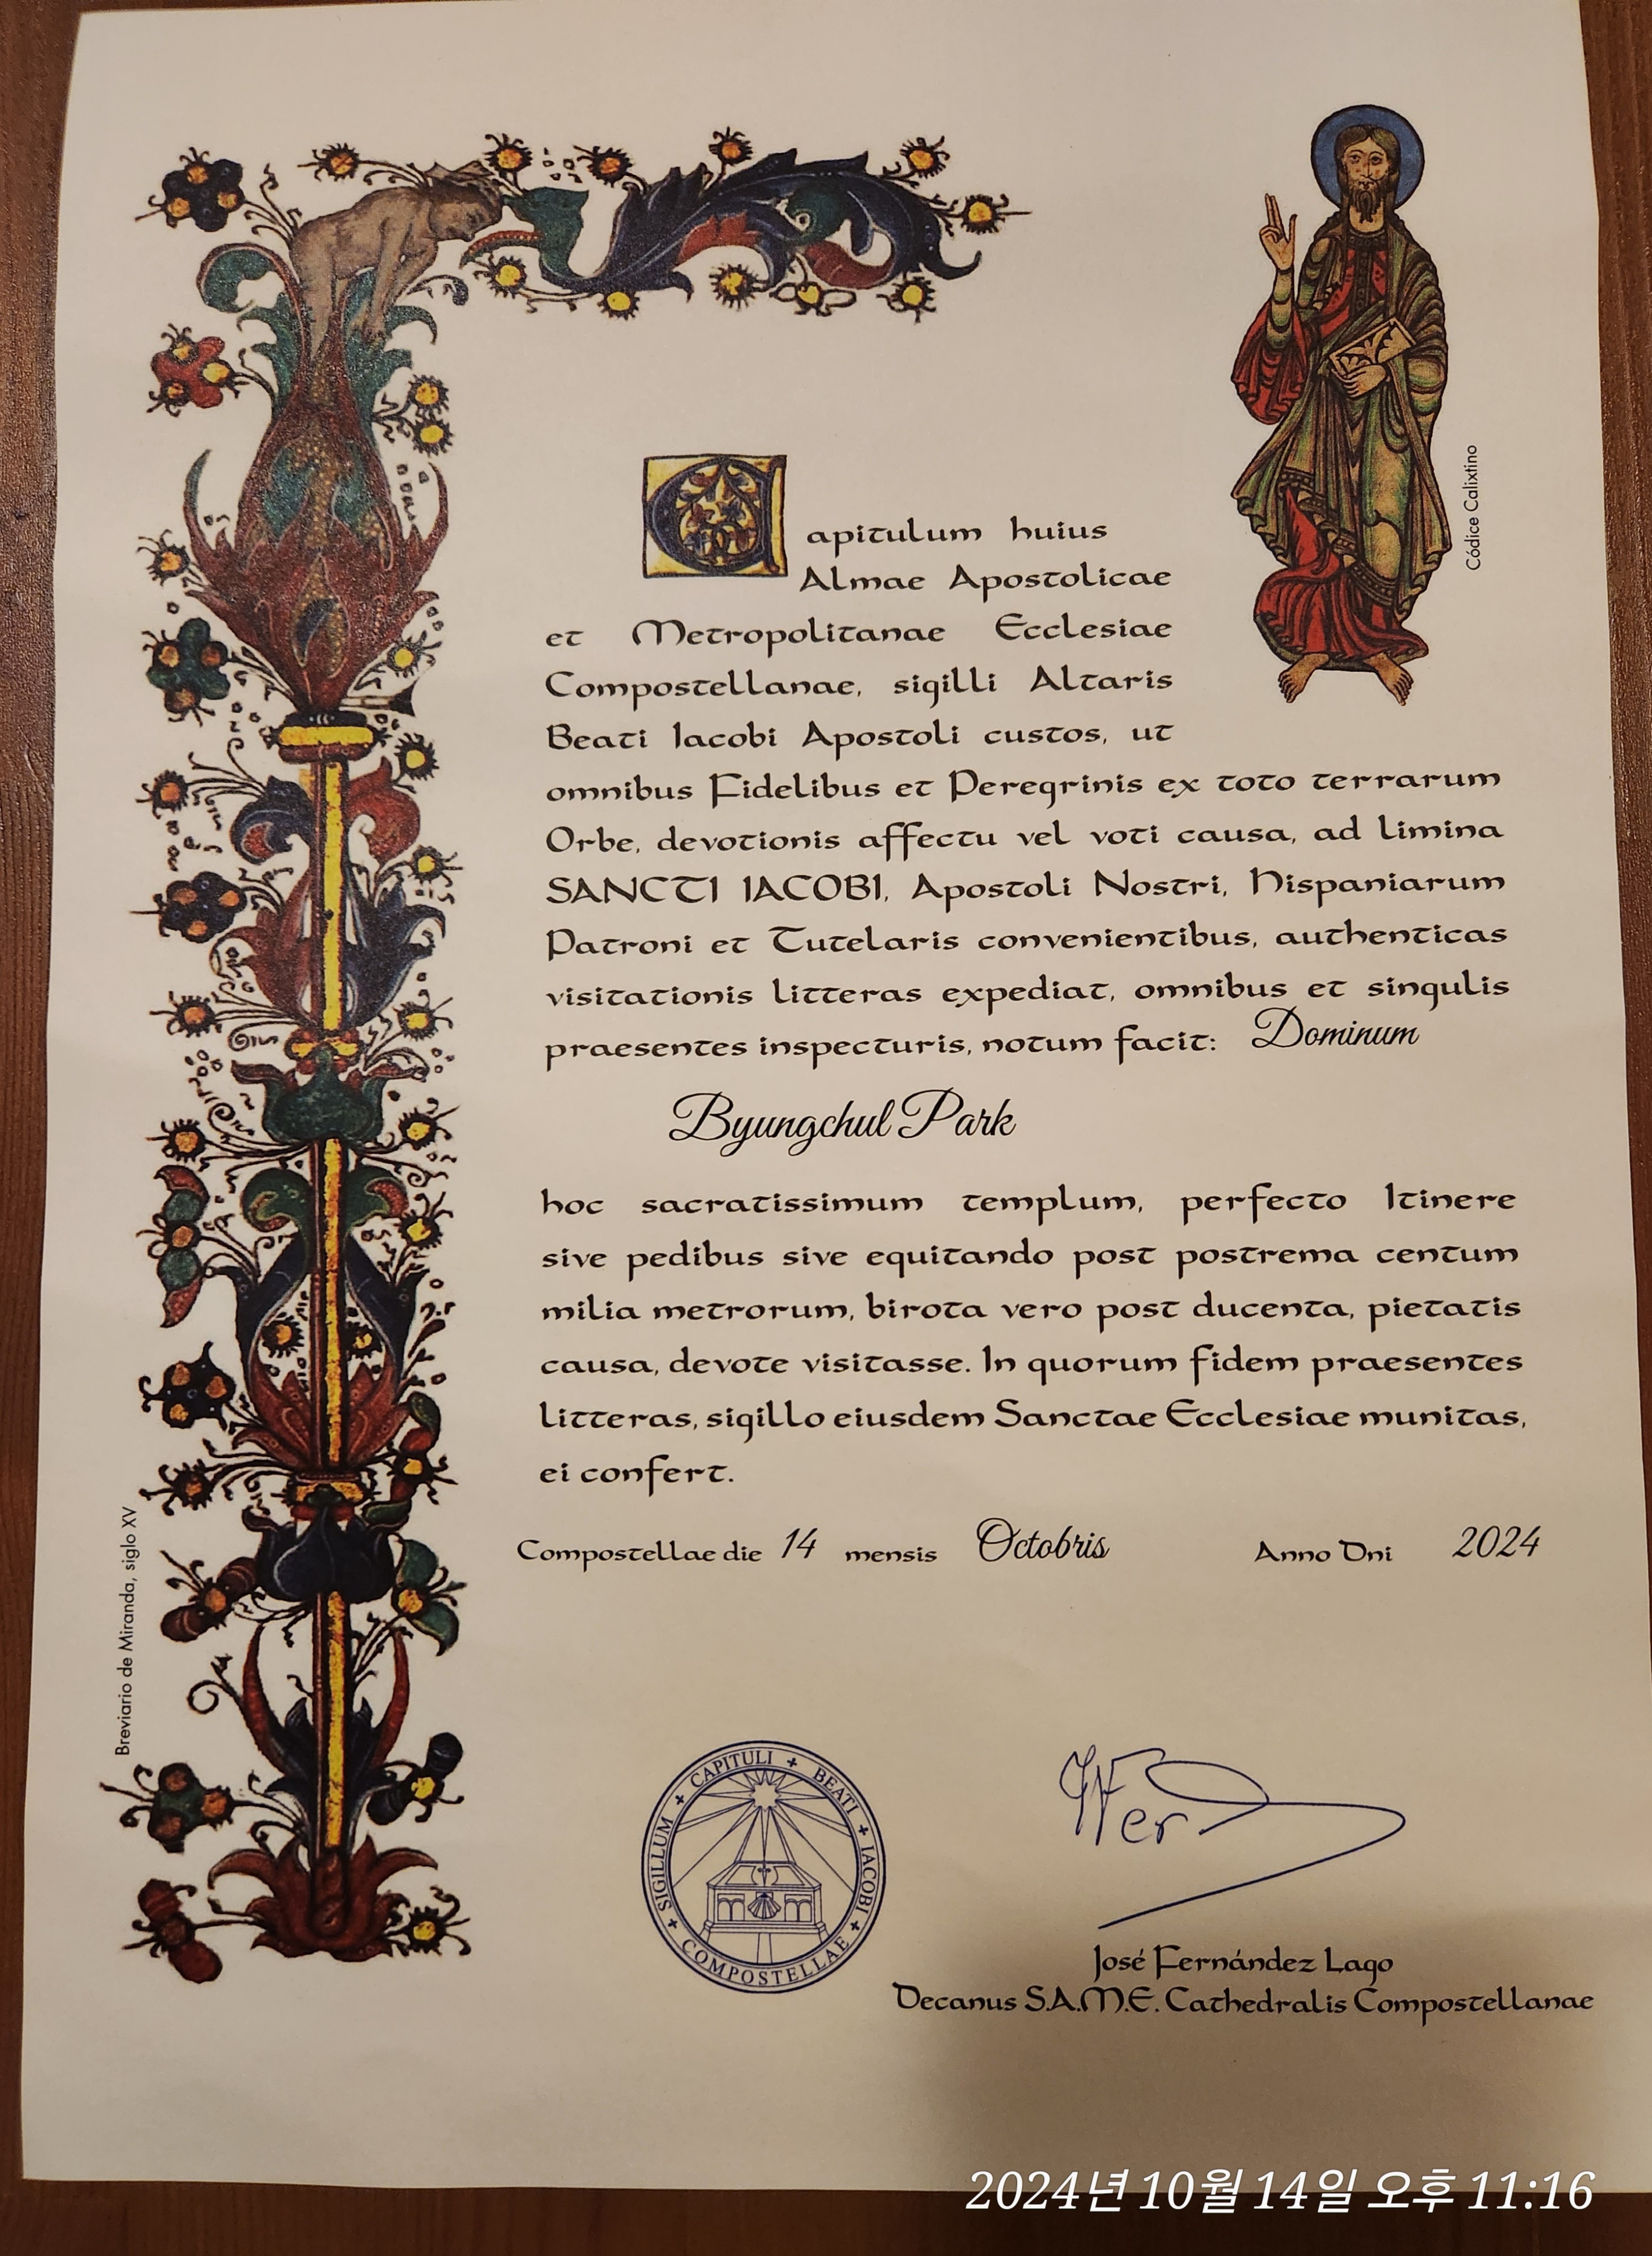 Capitulum huius
Almae Apostolicae
et Metropolitanae Ecclesiae
Compostellanae, sigilli Altaris
Beati Iacobi Apostoli custos, ut
omnibus Fidelibus et Peregrinis ex toto terrarum
Orbe, devotionis affectu vel voti causa, ad limina
SANCTI IACOBI, Apostoli Nostri, Hispaniarum
Patroni et Tutelaris convenientibus, authenticas
visitationis litteras expediat, omnibus et singulis
praesentes inspecturis, notum facit: Dominum
Byungchul Park
hoc sacratissimum templum, perfecto Itinere
sive pedibus sive equitando post postrema centum
milia metrorum, birota vero post ducenta, pietatis
causa, devote visitasse. In quorum fidem praesentes
litteras, sigillo eiusdem Sanctae Ecclesiae munitas,
ei confert.
Compostellae die 14 mensis Octobris Anno Dni 2024
Códice Calixtino
Breviario de Miranda, siglo XV
SIGILLUM + CAPITULI + BEATI + IACOBI + COMPOSTELLAE +
José Fernández Lago
Decanus S.A.M.E. Cathedralis Compostellanae
2024년 10월 14일 오후 11:16